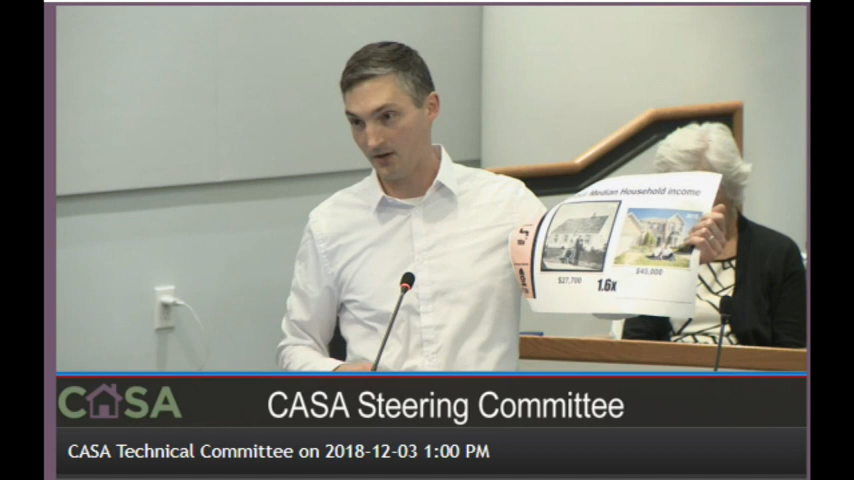 Median Household income
$27,700
1.6x
$45,000
CASA
CASA Steering Committee
CASA Technical Committee on 2018-12-03 1:00 PM